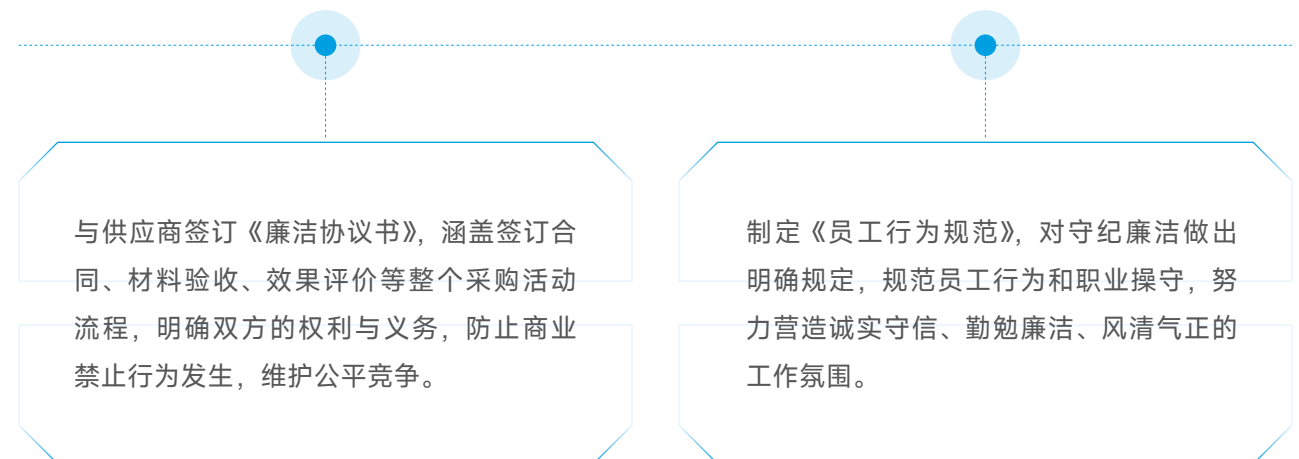 与供应商签订《廉洁协议书》，涵盖签订合
同、材料验收、效果评价等整个采购活动
流程，明确双方的权利与义务，防止商业
禁止行为发生，维护公平竞争。
制定《员工行为规范》，对守纪廉洁做出
明确规定，规范员工行为和职业操守，努
力营造诚实守信、勤勉廉洁、风清气正的
工作氛围。